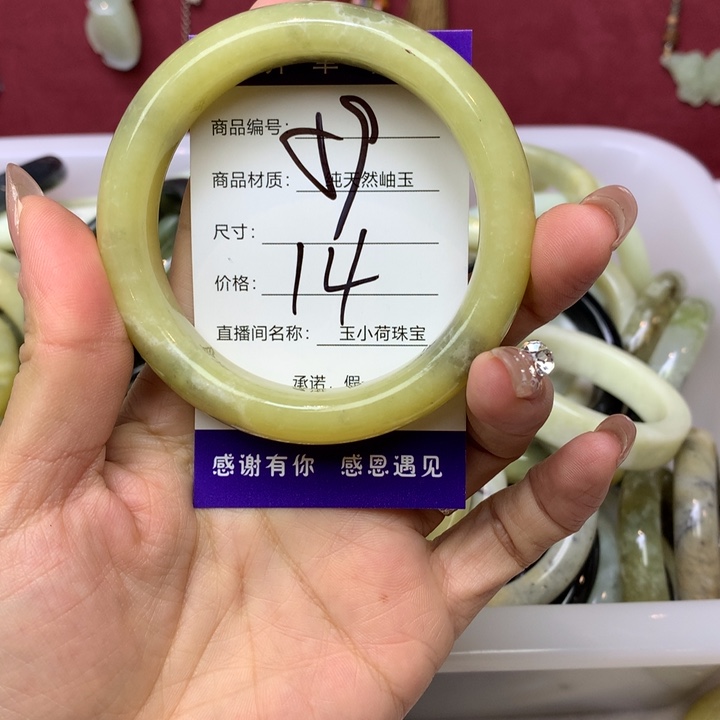 商品编号：
商品材质： 纯天然岫玉
尺寸：
价格： 14
直播间名称： 玉小荷珠宝
承诺：假
感谢有你 感恩遇见